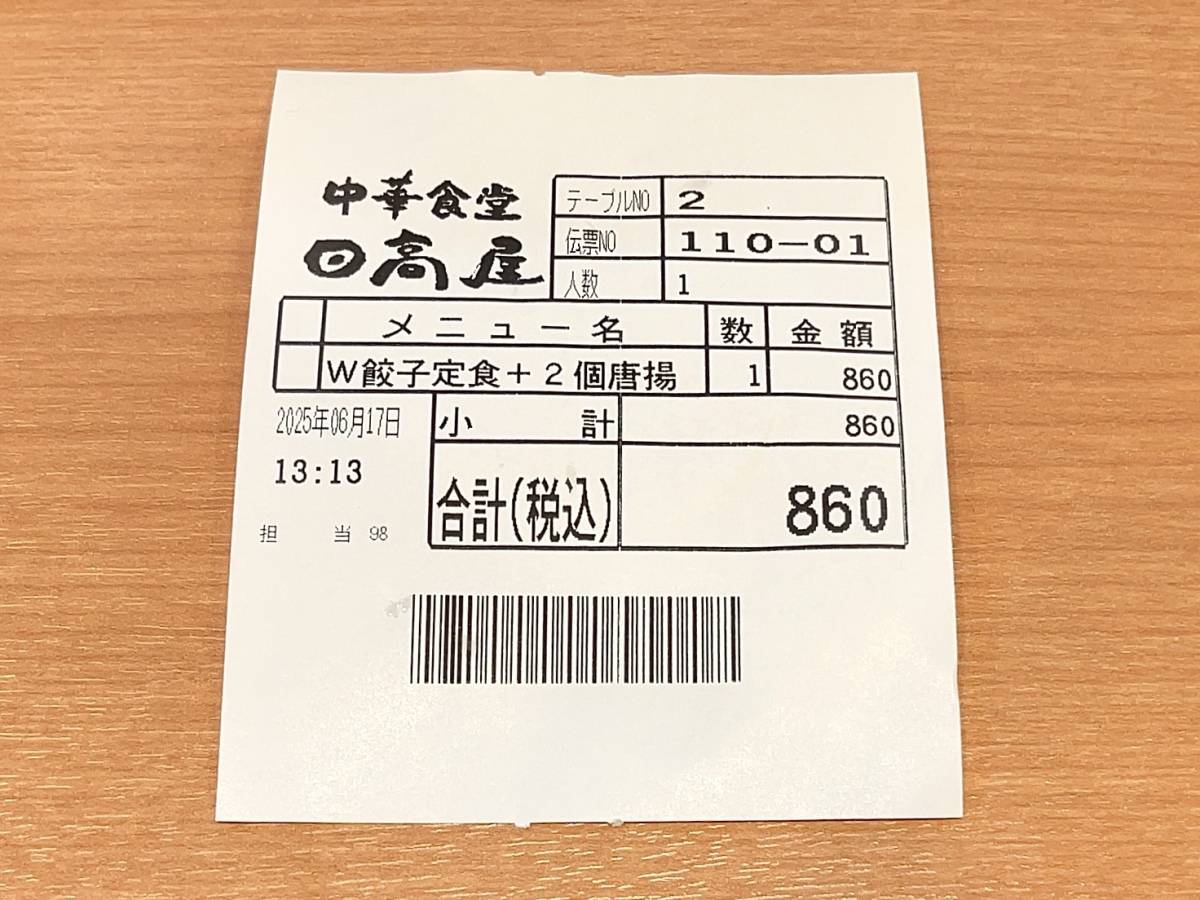 中華食堂
日高屋
テーブルNO 2
伝票NO 110-01
人数 1
メニュー名 数 金額
W餃子定食+2個唐揚 1 860
2025年06月17日
13:13
担 当 98
小 計 860
合計(税込) 860